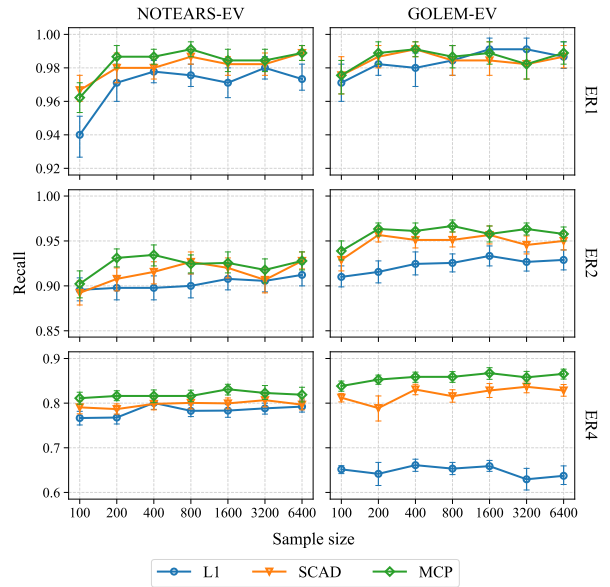 NOTEARS-EV GOLEM-EV
1.00
0.98
0.96
0.94
0.92
ER1
1.00
0.95
0.90
0.85
Recall
ER2
0.9
0.8
0.7
0.6
ER4
100 200 400 800 1600 3200 6400 100 200 400 800 1600 3200 6400
Sample size
L1 SCAD MCP